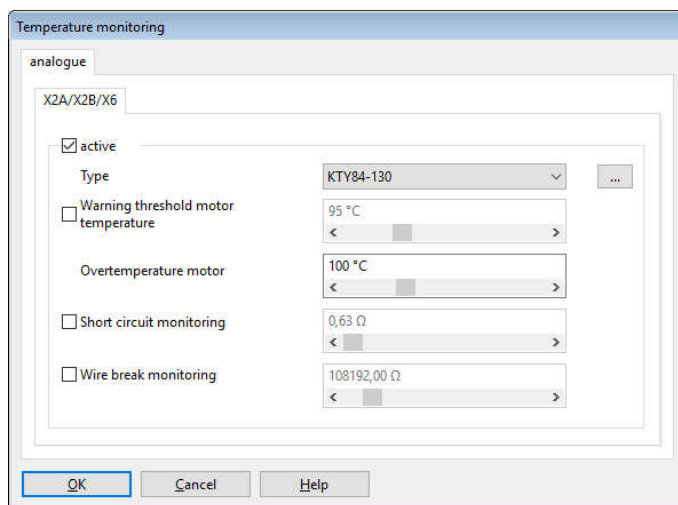 Temperature monitoring
analogue
X2A/X2B/X6
active
Type
KTY84-130
...
Warning threshold motor
temperature
95 °C
Overtemperature motor
100 °C
Short circuit monitoring
0,63 Ω
Wire break monitoring
108192,00 Ω
OK
Cancel
Help